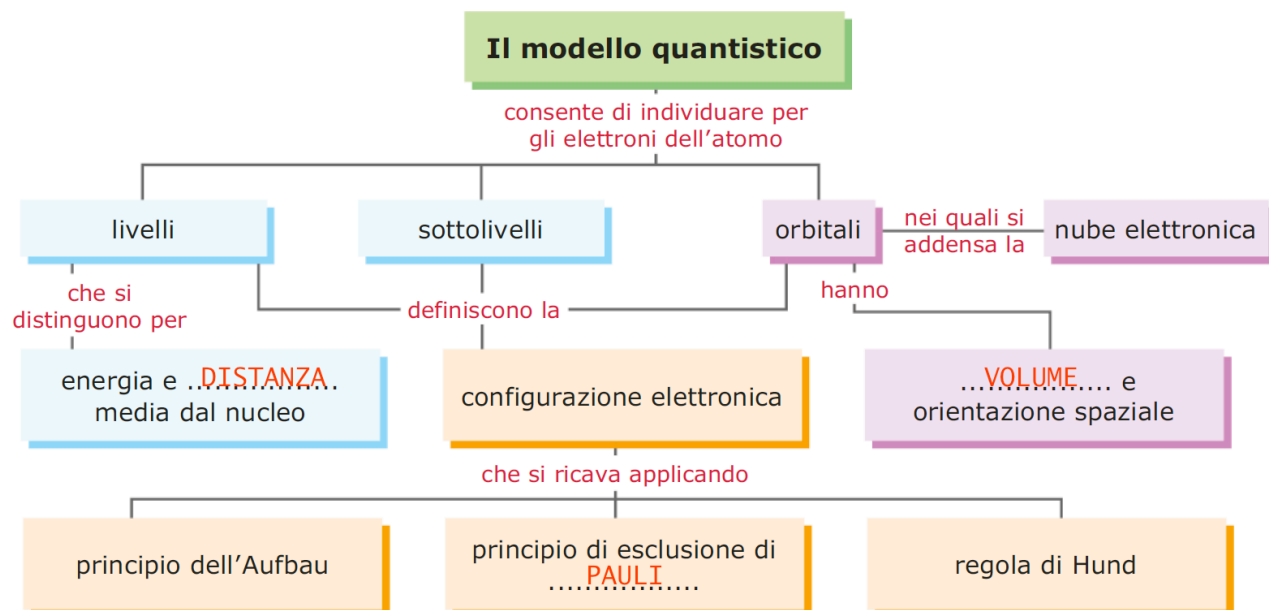 Il modello quantistico
consente di individuare per
gli elettroni dell'atomo
livelli
sottolivelli
orbitali
nei quali si
addensa la
nube elettronica
che si
distinguono per
definiscono la
hanno
energia e DISTANZA
media dal nucleo
configurazione elettronica
VOLUME e
orientazione spaziale
che si ricava applicando
principio dell'Aufbau
principio di esclusione di
PAULI
regola di Hund